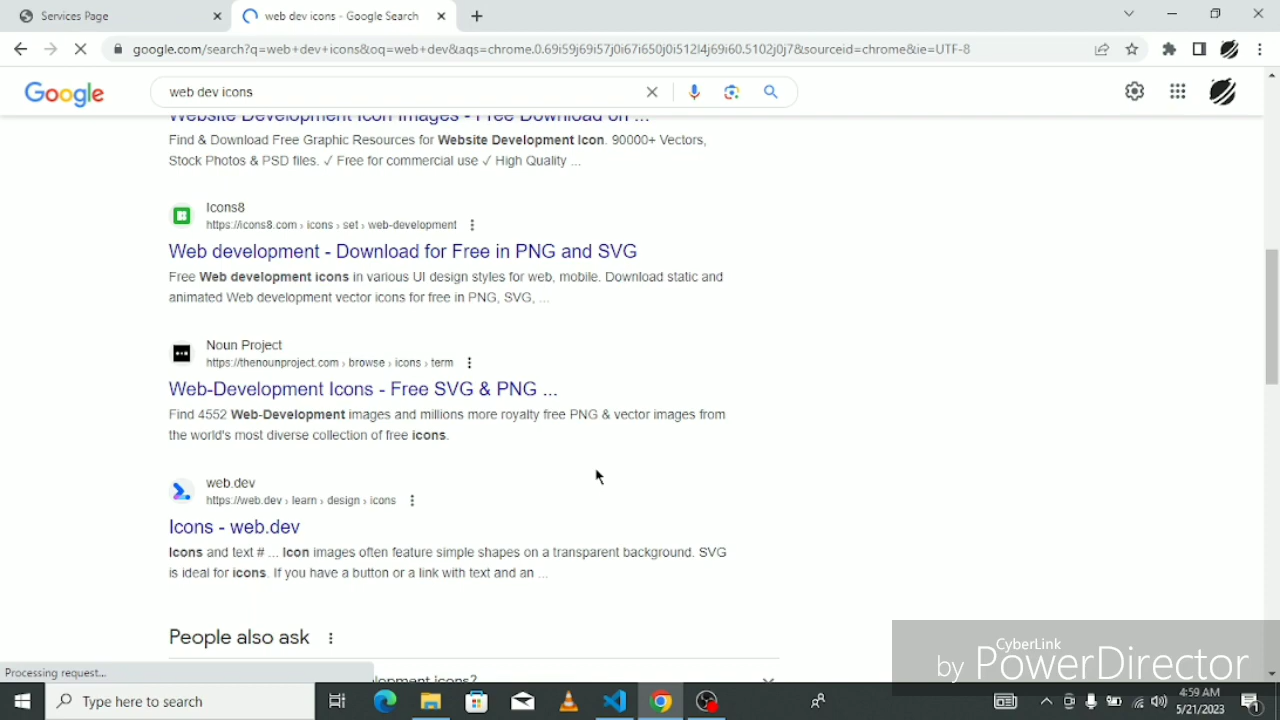 Services Page
web dev icons - Google Search
google.com/search?q=web+dev+icons&oq=web+dev&aqs=chrome.0.69i59j69i57j0i67i650j0i512l4j69i60.5102j0j7&sourceid=chrome&ie=UTF-8
Google
web dev icons
Website Development Icon Images - Free Download on ...
Find & Download Free Graphic Resources for Website Development Icon. 90000+ Vectors,
Stock Photos & PSD files. ✓ Free for commercial use ✓ High Quality ...
Icons8
https://icons8.com › icons › set › web-development
Web development - Download for Free in PNG and SVG
Free Web development icons in various UI design styles for web, mobile. Download static and
animated Web development vector icons for free in PNG, SVG, ...
Noun Project
https://thenounproject.com › browse › icons › term
Web-Development Icons - Free SVG & PNG ...
Find 4552 Web-Development images and millions more royalty free PNG & vector images from
the world's most diverse collection of free icons.
web.dev
https://web.dev › learn › design › icons
Icons - web.dev
Icons and text # ... Icon images often feature simple shapes on a transparent background. SVG
is ideal for icons. If you have a button or a link with text and an ...
People also ask
Processing request...
icons?
CyberLink
by PowerDirector
Type here to search
4:59 AM
5/21/2023
1